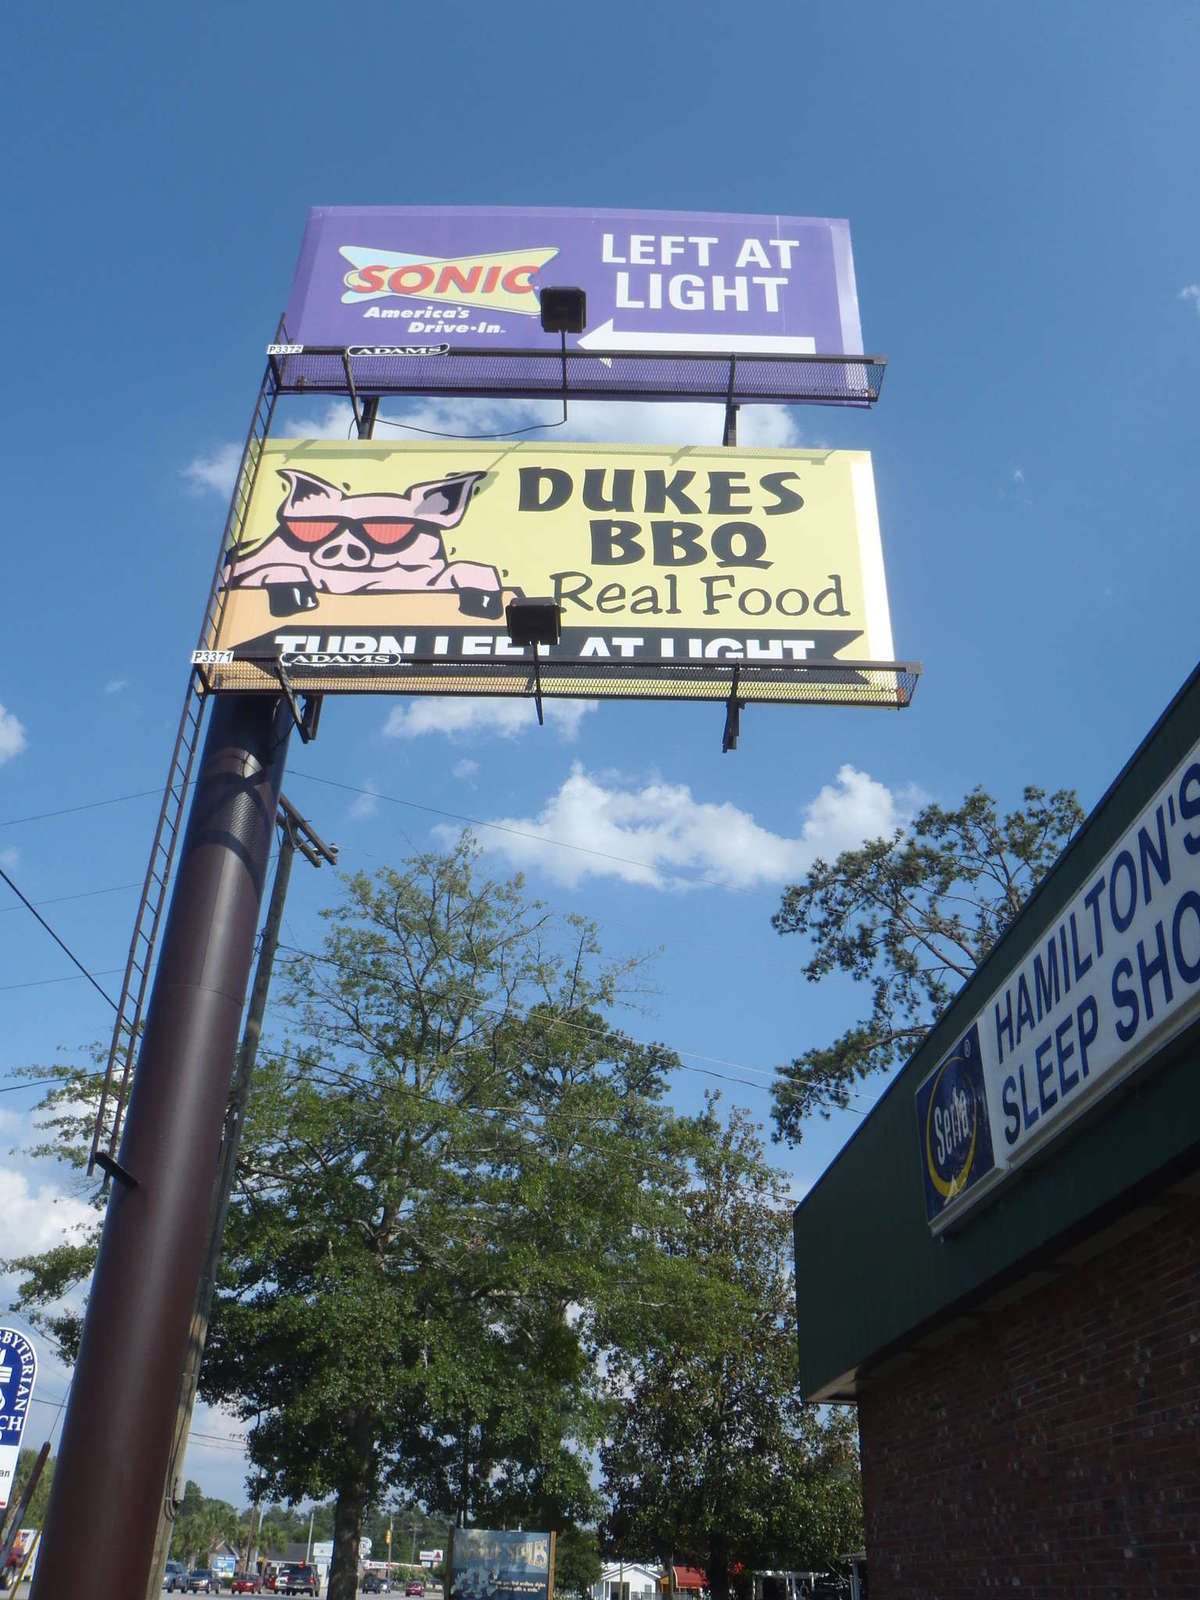 SONIC
America's
Drive-In
LEFT AT
LIGHT
P3372
ADAMS
DUKES
BBQ
Real Food
TURN LEFT AT LIGHT
P3371
ADAMS
HAMILTON'S
SLEEP SHO
Serta